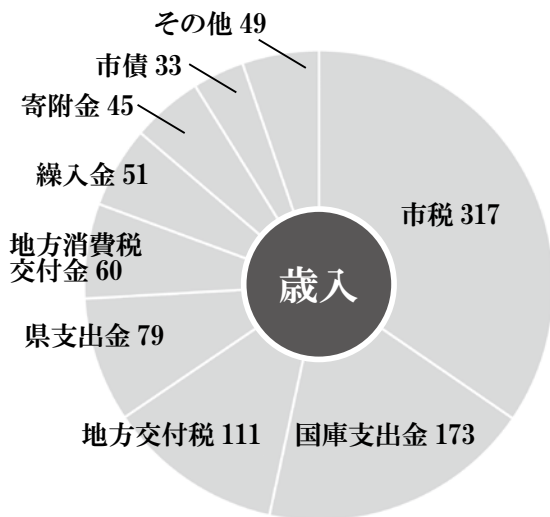 その他 49
市債 33
寄附金 45
繰入金 51
地方消費税
交付金 60
県支出金 79
地方交付税 111
国庫支出金 173
市税 317
歳入